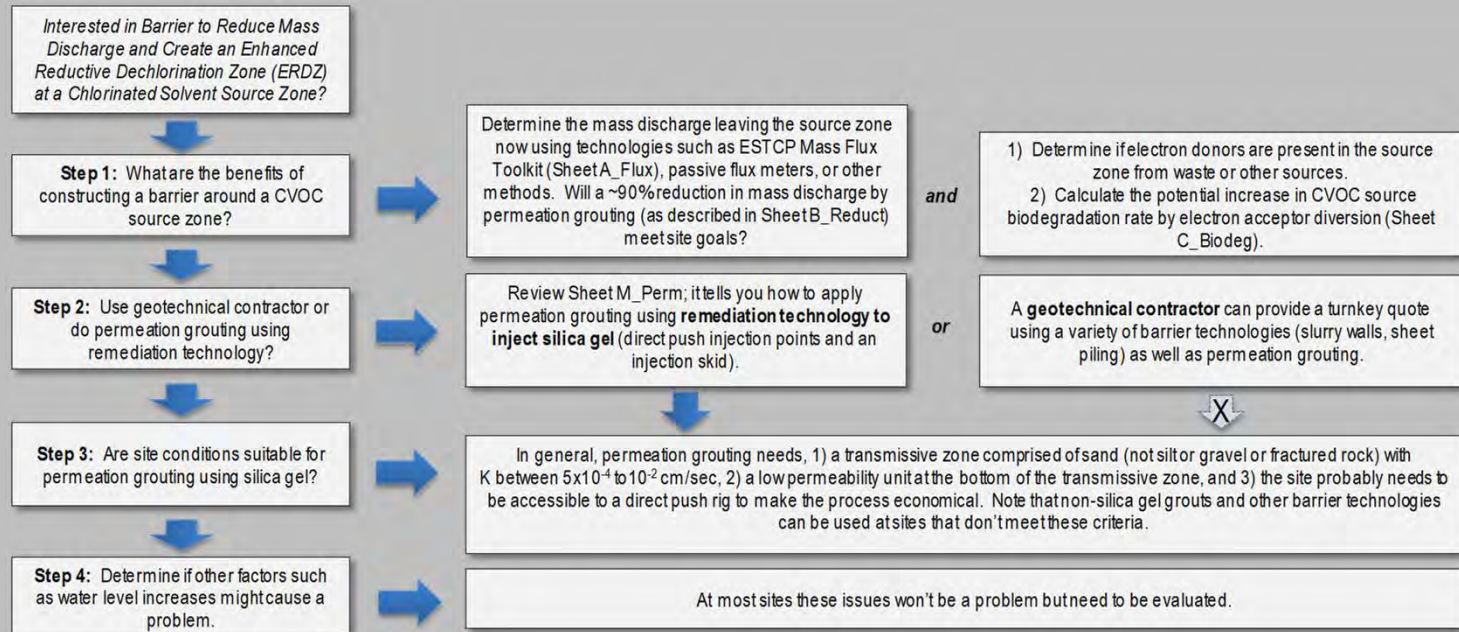 Interested in Barrier to Reduce Mass
Discharge and Create an Enhanced
Reductive Dechlorination Zone (ERDZ)
at a Chlorinated Solvent Source Zone?
Step 1: What are the benefits of
constructing a barrier around a CVOC
source zone?
Determine the mass discharge leaving the source zone
now using technologies such as ESTCP Mass Flux
Toolkit (Sheet A_Flux), passive flux meters, or other
methods. Will a ~90% reduction in mass discharge by
permeation grouting (as described in Sheet B_Reduct)
meet site goals?
and
1) Determine if electron donors are present in the source
zone from waste or other sources.
2) Calculate the potential increase in CVOC source
biodegradation rate by electron acceptor diversion (Sheet
C_Biodeg).
Step 2: Use geotechnical contractor or
do permeation grouting using
remediation technology?
Review Sheet M_Perm; it tells you how to apply
permeation grouting using remediation technology to
inject silica gel (direct push injection points and an
injection skid).
or
A geotechnical contractor can provide a turnkey quote
using a variety of barrier technologies (slurry walls, sheet
piling) as well as permeation grouting.
X
Step 3: Are site conditions suitable for
permeation grouting using silica gel?
In general, permeation grouting needs, 1) a transmissive zone comprised of sand (not silt or gravel or fractured rock) with
K between 5x10⁻⁴ to 10⁻² cm/sec, 2) a low permeability unit at the bottom of the transmissive zone, and 3) the site probably needs to
be accessible to a direct push rig to make the process economical. Note that non-silica gel grouts and other barrier technologies
can be used at sites that don't meet these criteria.
Step 4: Determine if other factors such
as water level increases might cause a
problem.
At most sites these issues won't be a problem but need to be evaluated.